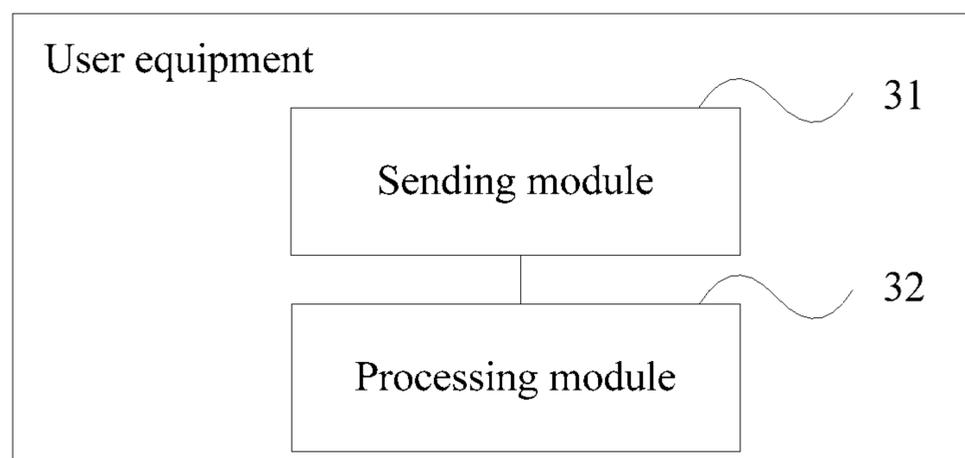 User equipment
31
Sending module
32
Processing module